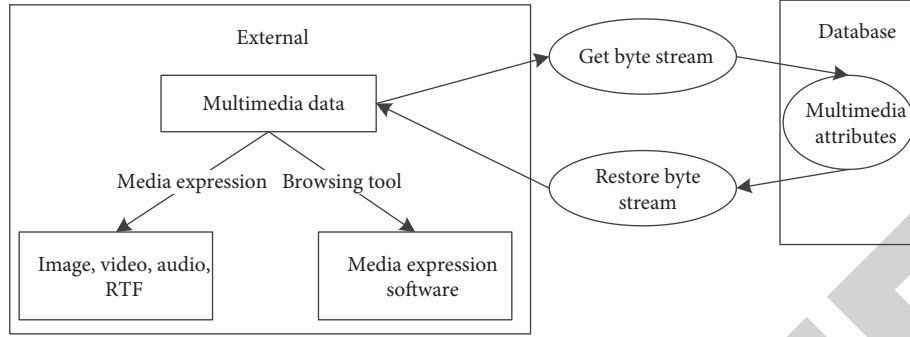 External
Database
Get byte stream
Multimedia data
Multimedia
attributes
Media expression
Browsing tool
Restore byte
stream
Image, video, audio,
RTF
Media expression
software